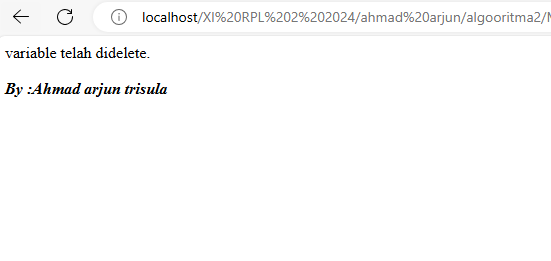 localhost/XI%20RPL%202%202024/ahmad%20arjun/algooritma2/
variable telah didelete.
By :Ahmad arjun trisula